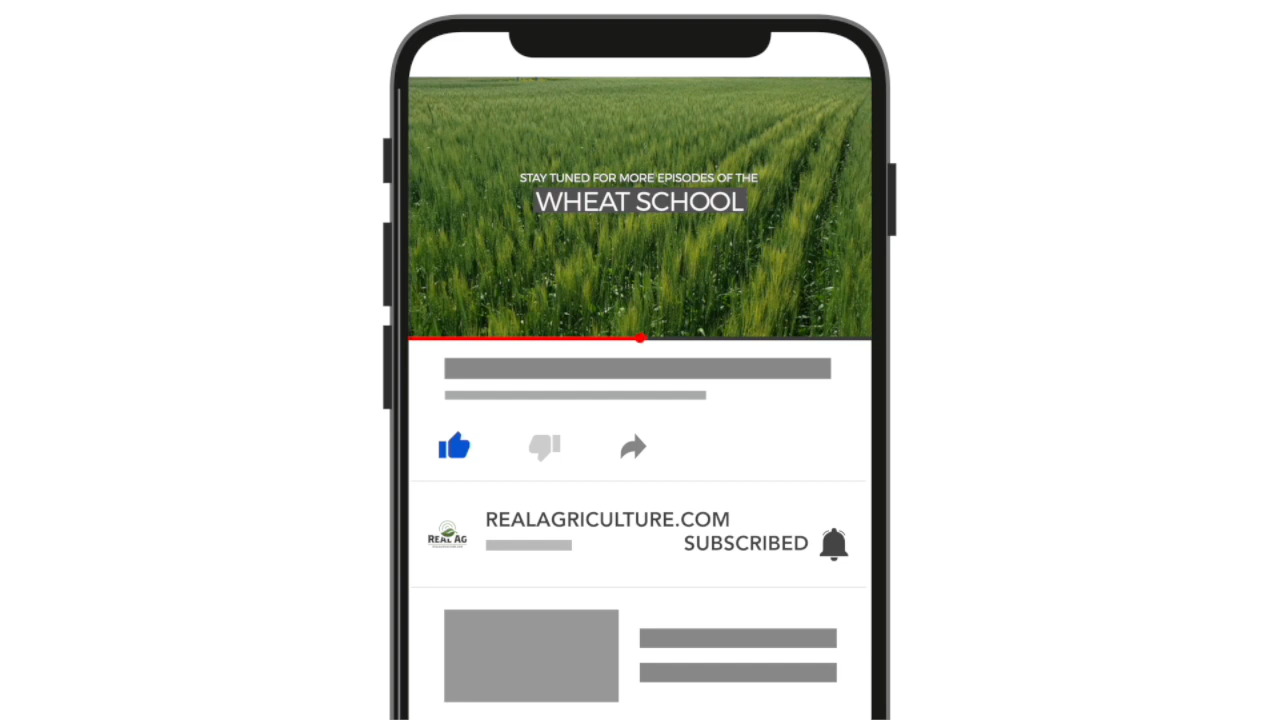 STAY TUNED FOR MORE EPISODES OF THE
WHEAT SCHOOL
REALAGRICULTURE.COM
REAL AG
SUBSCRIBED